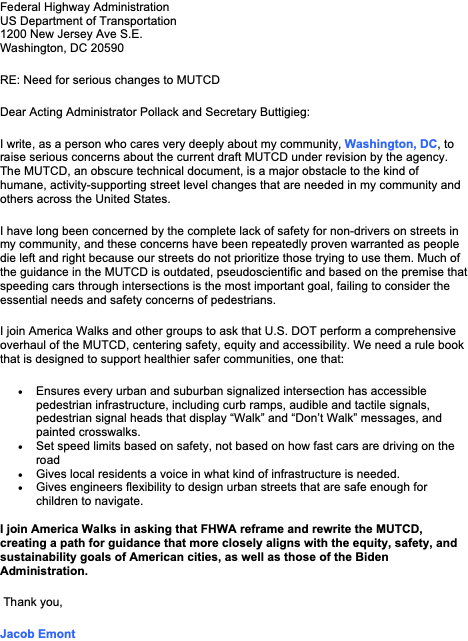 Federal Highway Administration
US Department of Transportation
1200 New Jersey Ave S.E.
Washington, DC 20590
RE: Need for serious changes to MUTCD
Dear Acting Administrator Pollack and Secretary Buttigieg:
I write, as a person who cares very deeply about my community, Washington, DC, to
raise serious concerns about the current draft MUTCD under revision by the agency.
The MUTCD, an obscure technical document, is a major obstacle to the kind of
humane, activity-supporting street level changes that are needed in my community and
others across the United States.
I have long been concerned by the complete lack of safety for non-drivers on streets in
my community, and these concerns have been repeatedly proven warranted as people
die left and right because our streets do not prioritize those trying to use them. Much of
the guidance in the MUTCD is outdated, pseudoscientific and based on the premise that
speeding cars through intersections is the most important goal, failing to consider the
essential needs and safety concerns of pedestrians.
I join America Walks and other groups to ask that U.S. DOT perform a comprehensive
overhaul of the MUTCD, centering safety, equity and accessibility. We need a rule book
that is designed to support healthier safer communities, one that:
• Ensures every urban and suburban signalized intersection has accessible
pedestrian infrastructure, including curb ramps, audible and tactile signals,
pedestrian signal heads that display “Walk” and “Don’t Walk” messages, and
painted crosswalks.
• Set speed limits based on safety, not based on how fast cars are driving on the
road
• Gives local residents a voice in what kind of infrastructure is needed.
• Gives engineers flexibility to design urban streets that are safe enough for
children to navigate.
I join America Walks in asking that FHWA reframe and rewrite the MUTCD,
creating a path for guidance that more closely aligns with the equity, safety, and
sustainability goals of American cities, as well as those of the Biden
Administration.
Thank you,
Jacob Emont